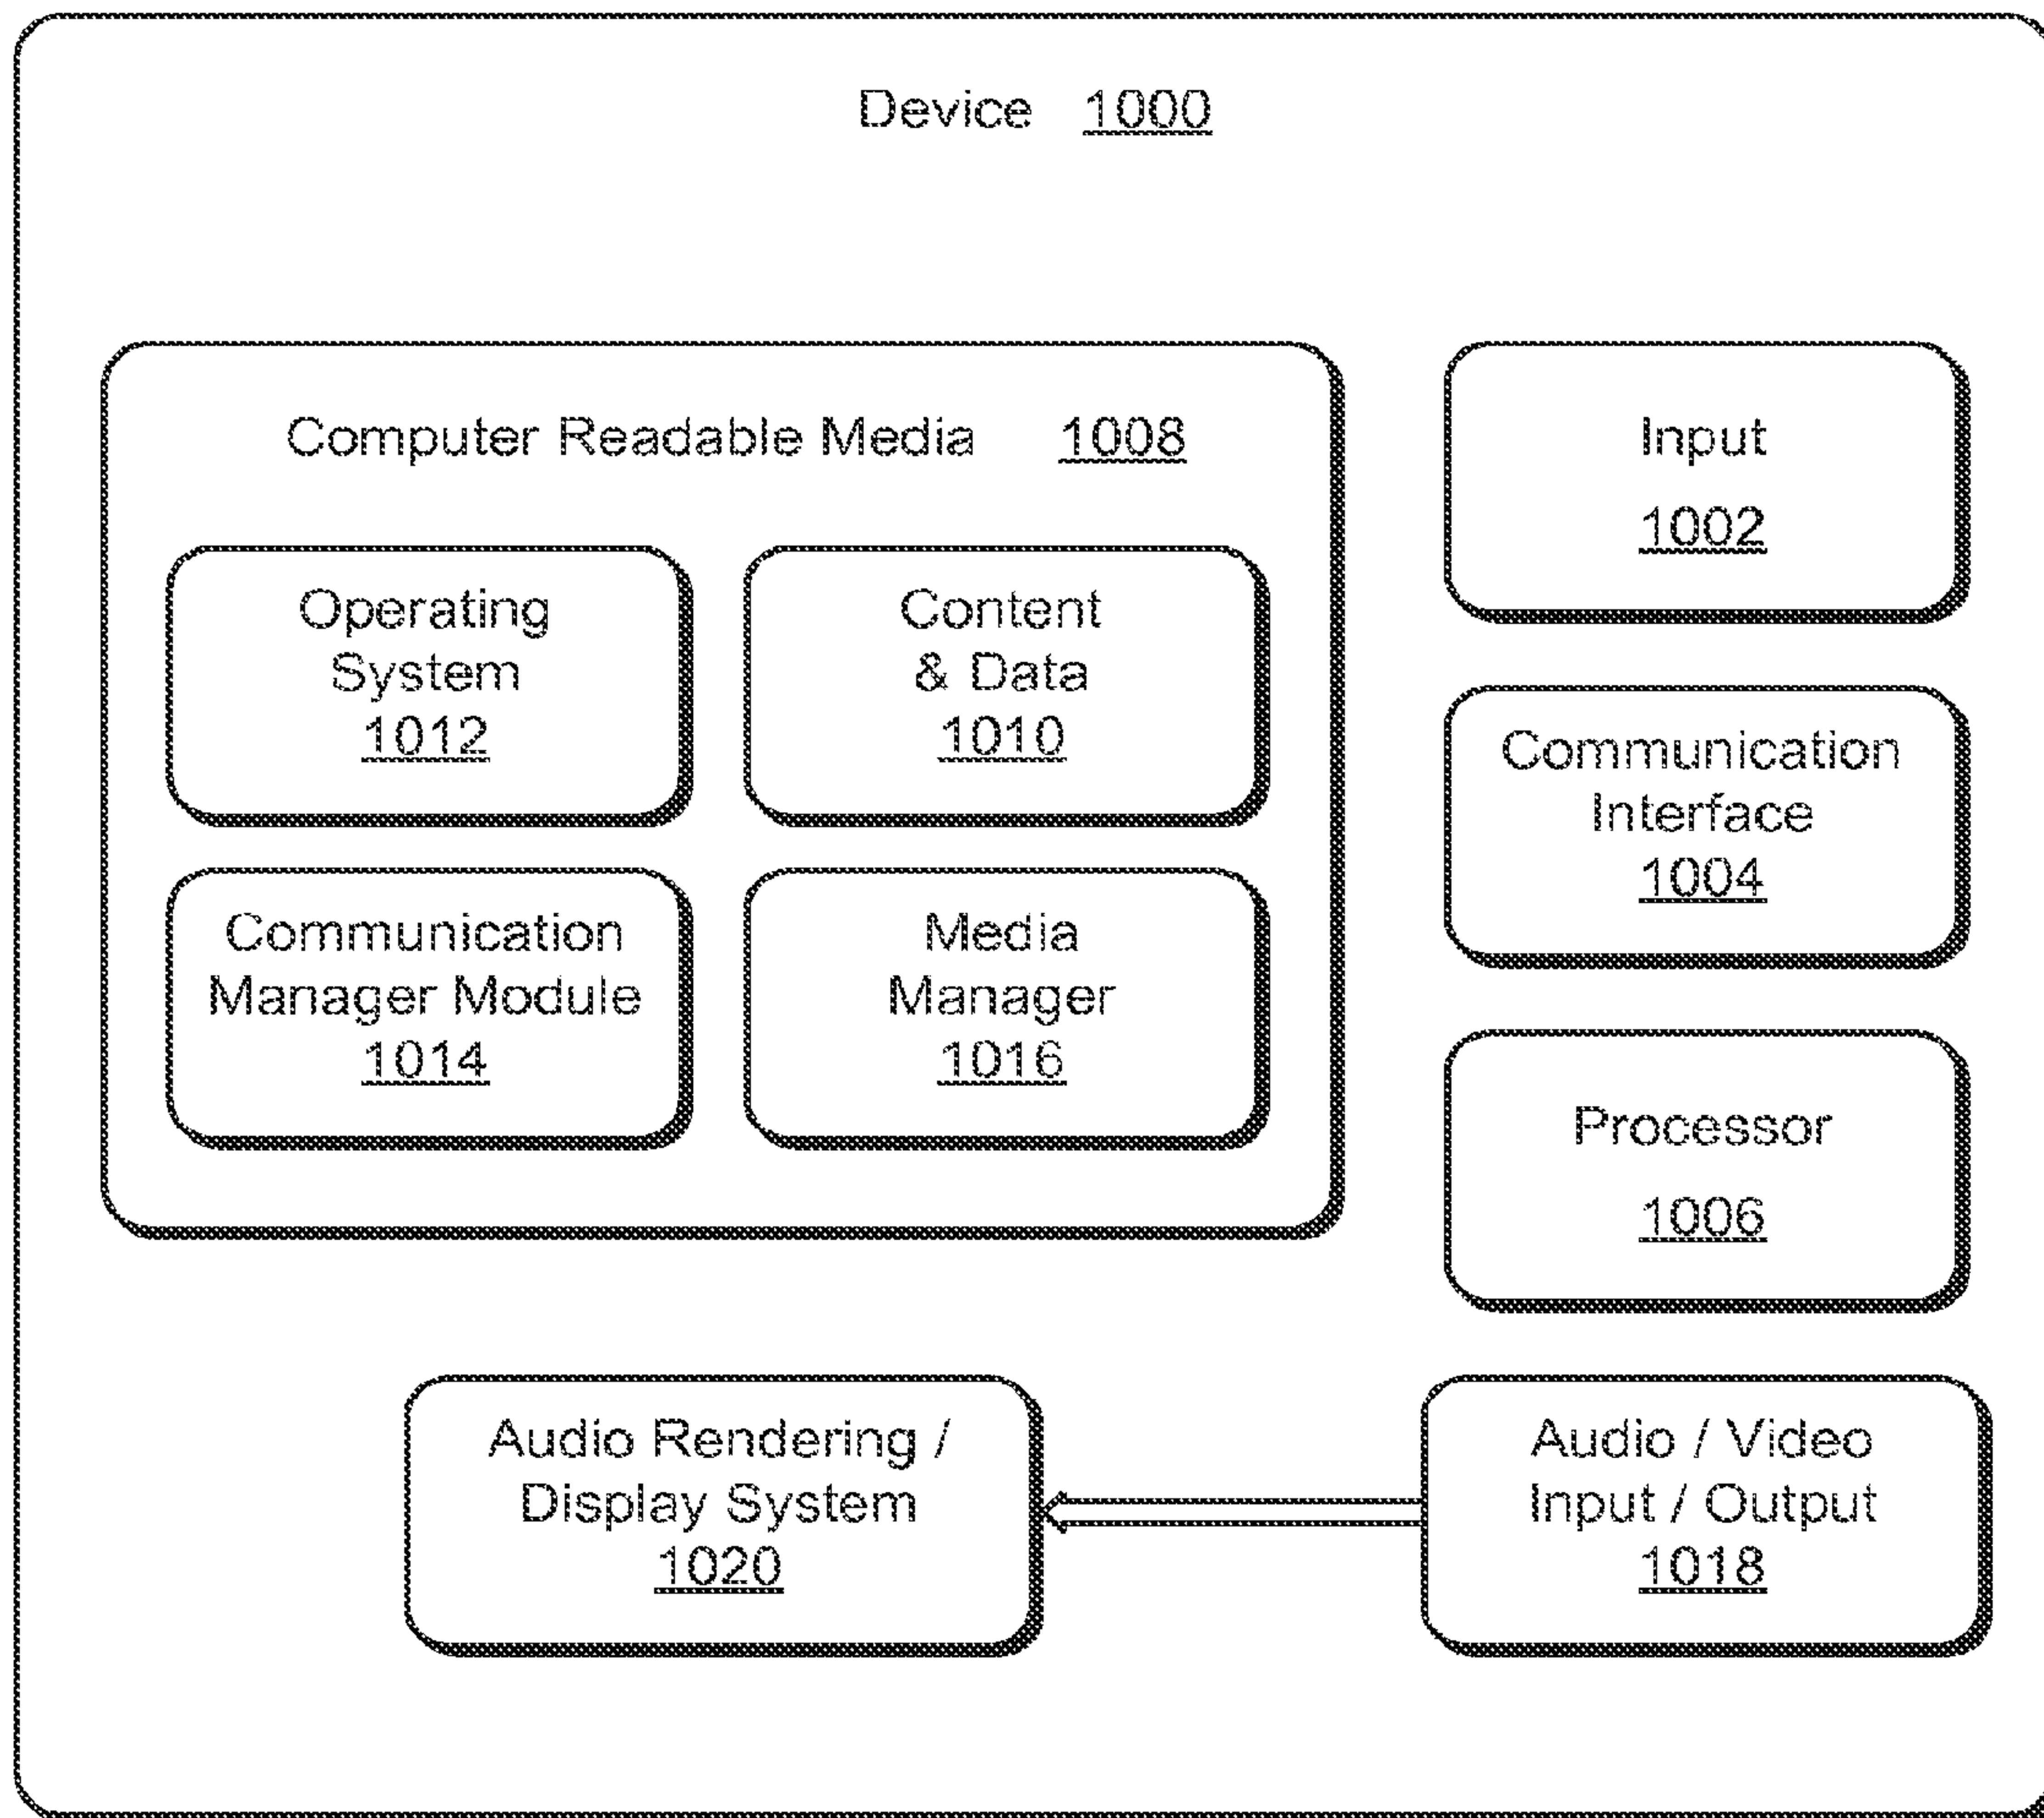 Device 1000
Computer Readable Media 1008
Operating
System
1012
Content
& Data
1010
Communication
Manager Module
1014
Media
Manager
1016
Input
1002
Communication
Interface
1004
Processor
1006
Audio Rendering /
Display System
1020
Audio / Video
Input / Output
1018